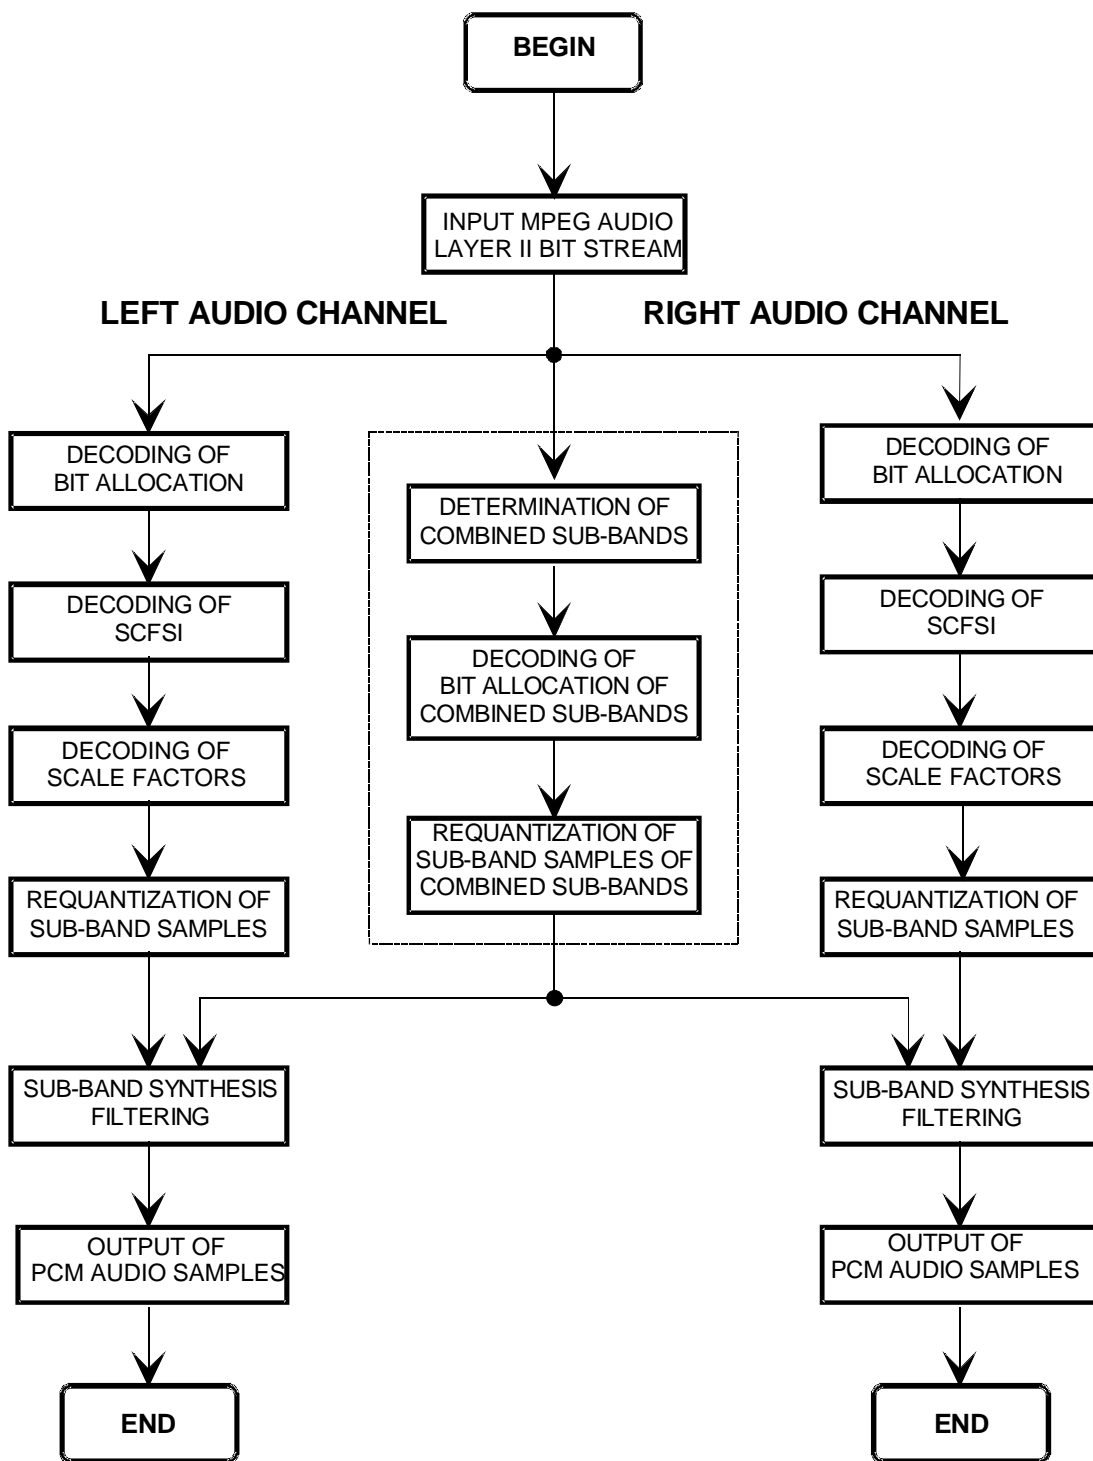 BEGIN
INPUT MPEG AUDIO
LAYER II BIT STREAM
LEFT AUDIO CHANNEL
RIGHT AUDIO CHANNEL
DECODING OF
BIT ALLOCATION
DECODING OF
SCFSI
DECODING OF
SCALE FACTORS
REQUANTIZATION OF
SUB-BAND SAMPLES
DETERMINATION OF
COMBINED SUB-BANDS
DECODING OF
BIT ALLOCATION OF
COMBINED SUB-BANDS
REQUANTIZATION OF
SUB-BAND SAMPLES OF
COMBINED SUB-BANDS
DECODING OF
BIT ALLOCATION
DECODING OF
SCFSI
DECODING OF
SCALE FACTORS
REQUANTIZATION OF
SUB-BAND SAMPLES
SUB-BAND SYNTHESIS
FILTERING
OUTPUT OF
PCM AUDIO SAMPLES
END
SUB-BAND SYNTHESIS
FILTERING
OUTPUT OF
PCM AUDIO SAMPLES
END